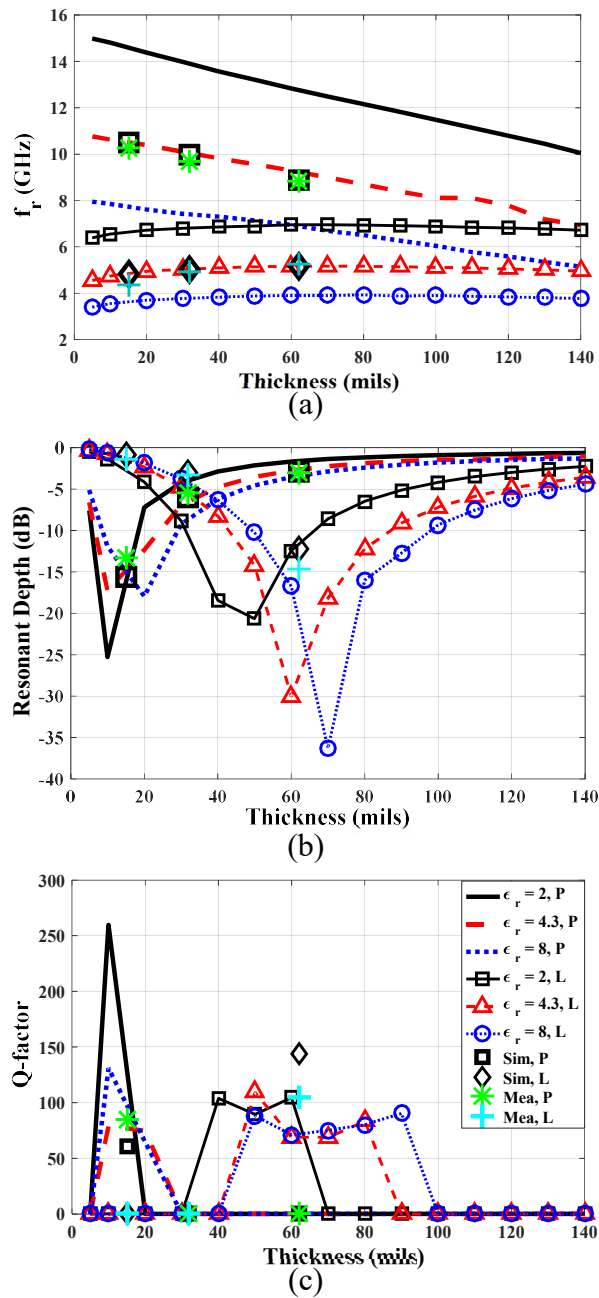 16
14
12
10
8
6
4
2
f_r (GHz)
0 20 40 60 80 100 120 140
Thickness (mils)
(a)
0
-5
-10
-15
-20
-25
-30
-35
-40
Resonant Depth (dB)
0 20 40 60 80 100 120 140
Thickness (mils)
(b)
300
250
200
150
100
50
0
Q-factor
ϵ_r = 2, P
ϵ_r = 4.3, P
ϵ_r = 8, P
ϵ_r = 2, L
ϵ_r = 4.3, L
ϵ_r = 8, L
Sim, P
Sim, L
Mea, P
Mea, L
0 20 40 60 80 100 120 140
Thickness (mils)
(c)